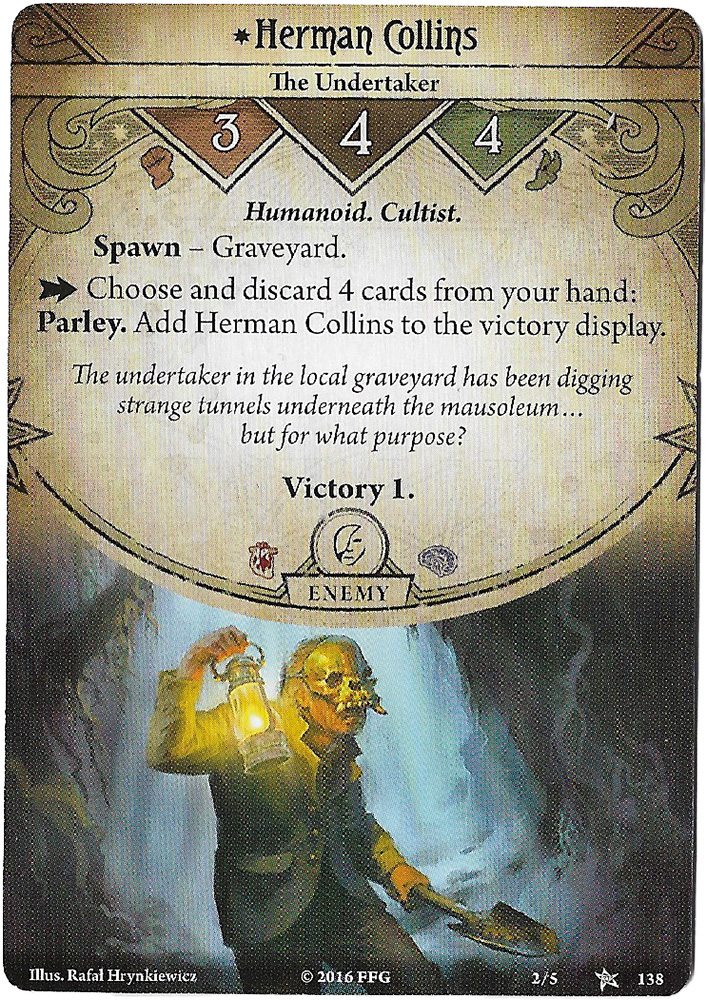 Herman Collins
The Undertaker
3 4 4
Humanoid. Cultist.
Spawn – Graveyard.
Choose and discard 4 cards from your hand:
Parley. Add Herman Collins to the victory display.
The undertaker in the local graveyard has been digging
strange tunnels underneath the mausoleum…
but for what purpose?
Victory 1.
ENEMY
Illus. Rafał Hrynkiewicz © 2016 FFG 2/5 138